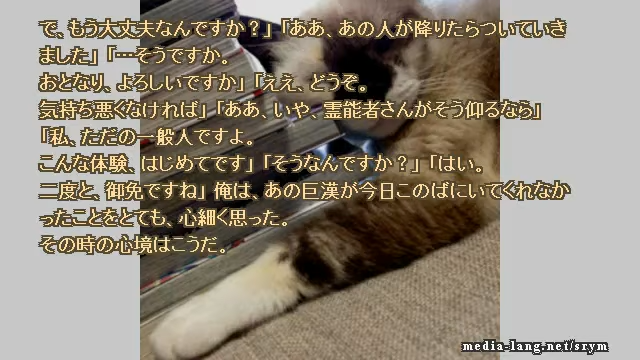 で、もう大丈夫なんですか？」「ああ、あの人が降りたらついていき
ました」「…そうですか。
おとなり、よろしいですか」「ええ、どうぞ。
気持ち悪くなければ」「ああ、いや、霊能者さんがそう仰るなら」
「私、ただの一般人ですよ。
こんな体験、はじめてです」「そうなんですか？」「はい。
二度と、御免ですね」俺は、あの巨漢が今日このばにいてくれなか
ったことをとても、心細く思った。
その時の心境はこうだ。
media-lang.net/srym